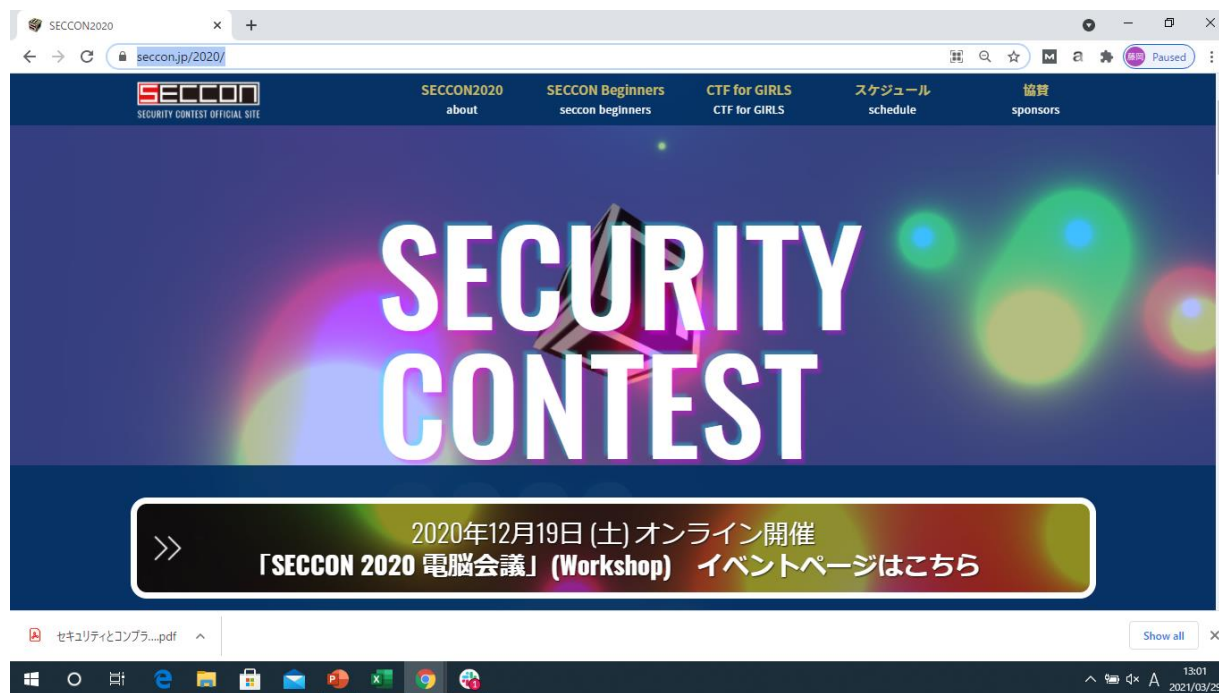 SECCON2020
seccon.jp/2020/
藤岡
Paused
SECCON
SECURITY CONTEST OFFICIAL SITE
SECCON2020
about
SECCON Beginners
seccon beginners
CTF for GIRLS
CTF for GIRLS
スケジュール
schedule
協賛
sponsors
SECURITY
CONTEST
2020年12月19日 (土) オンライン開催
「SECCON 2020 電脳会議」(Workshop) イベントページはこちら
セキュリティとコンプラ....pdf
Show all
A
13:01
2021/03/29